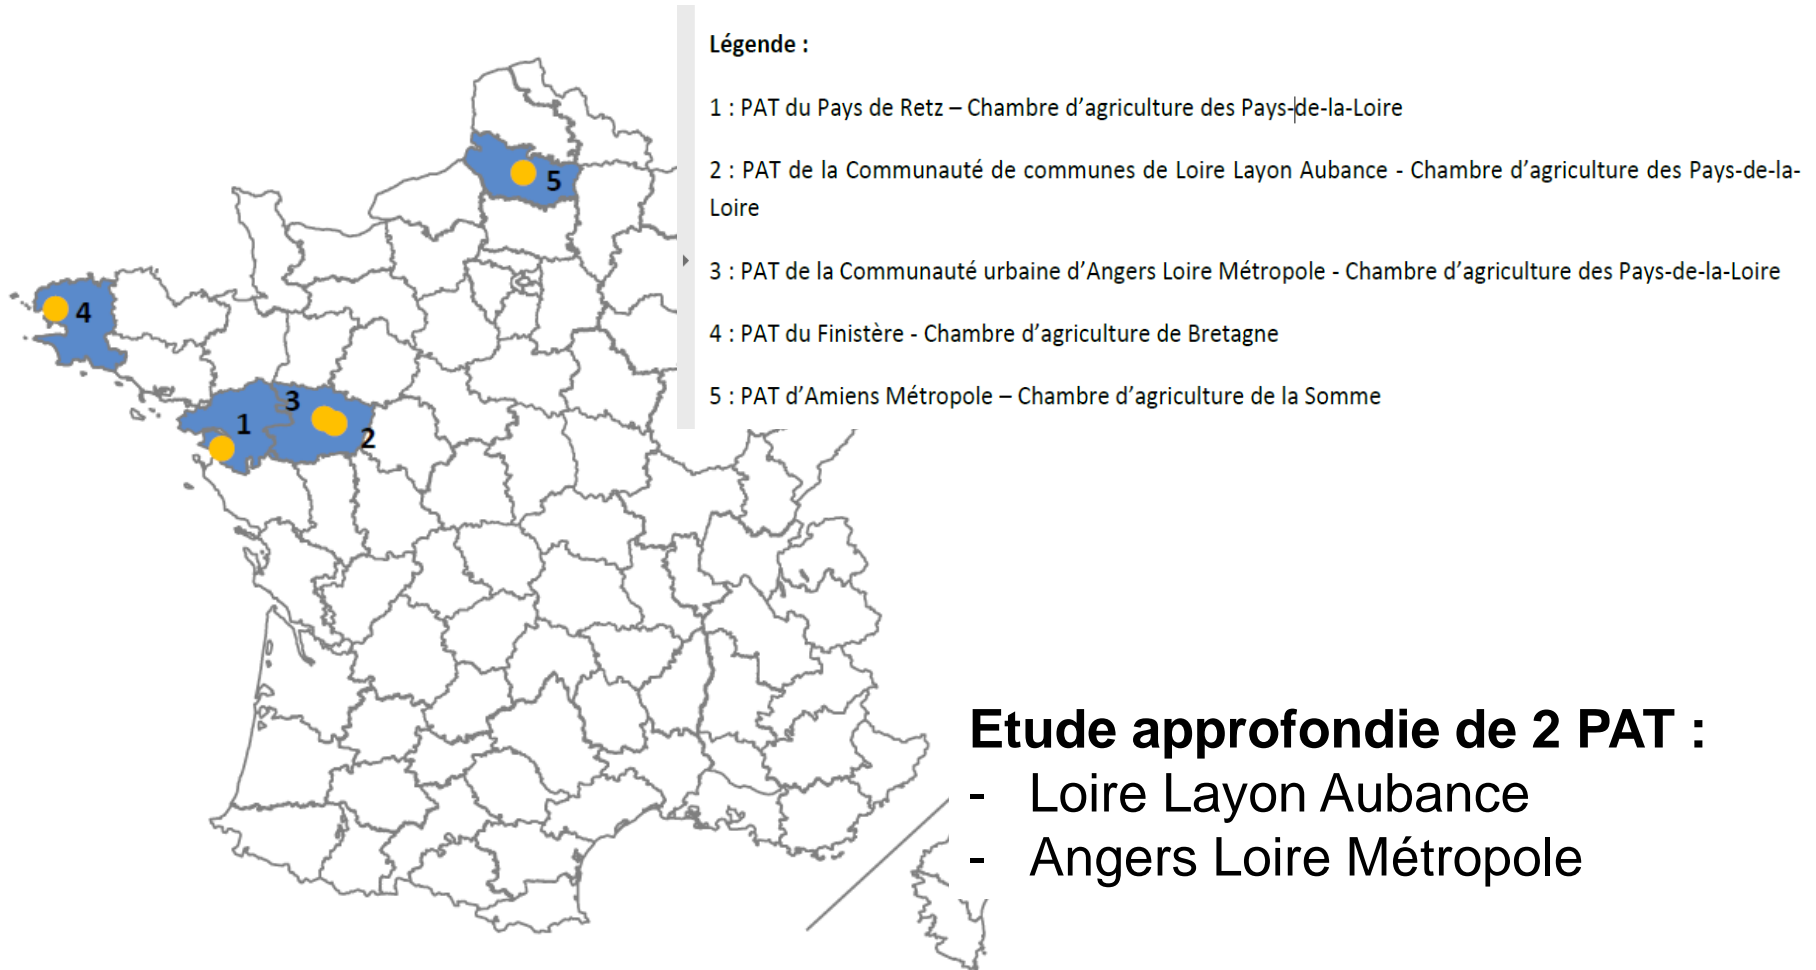 Légende :
1 : PAT du Pays de Retz – Chambre d’agriculture des Pays-de-la-Loire
2 : PAT de la Communauté de communes de Loire Layon Aubance - Chambre d’agriculture des Pays-de-la-
Loire
3 : PAT de la Communauté urbaine d’Angers Loire Métropole - Chambre d’agriculture des Pays-de-la-Loire
4 : PAT du Finistère - Chambre d’agriculture de Bretagne
5 : PAT d’Amiens Métropole – Chambre d’agriculture de la Somme
5
4
3
1
2
Etude approfondie de 2 PAT :
- Loire Layon Aubance
- Angers Loire Métropole